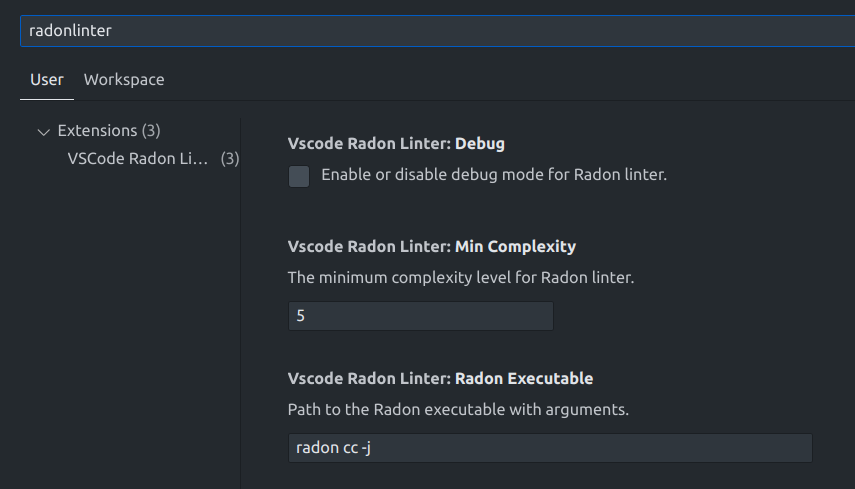 radonlinter
User Workspace
Extensions (3)
VSCode Radon Li... (3)
Vscode Radon Linter: Debug
Enable or disable debug mode for Radon linter.
Vscode Radon Linter: Min Complexity
The minimum complexity level for Radon linter.
5
Vscode Radon Linter: Radon Executable
Path to the Radon executable with arguments.
radon cc -j